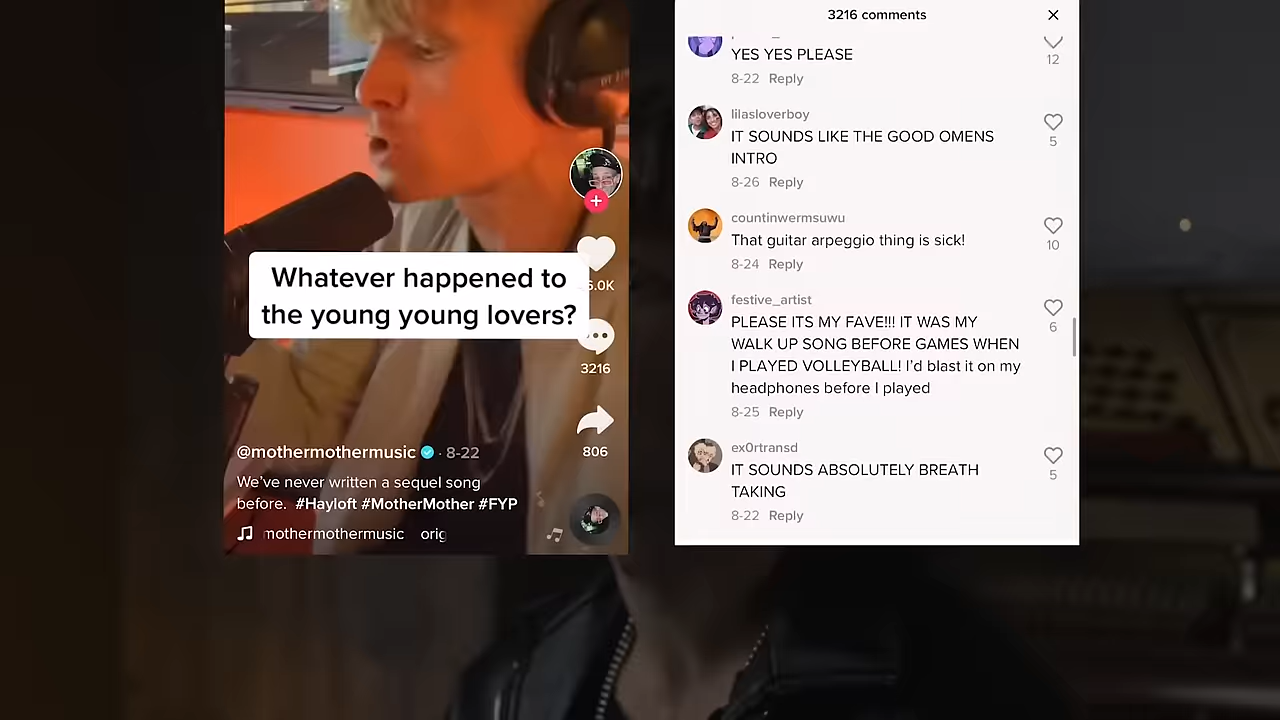 Whatever happened to
the young young lovers?
3216
806
@mothermothermusic · 8-22
We've never written a sequel song
before. #Hayloft #MotherMother #FYP
mothermothermusic orig
3216 comments
YES YES PLEASE
12
8-22 Reply
lilasloverboy
IT SOUNDS LIKE THE GOOD OMENS
INTRO
5
8-26 Reply
countinwermsuwu
That guitar arpeggio thing is sick!
10
8-24 Reply
festive_artist
PLEASE ITS MY FAVE!!! IT WAS MY
WALK UP SONG BEFORE GAMES WHEN
I PLAYED VOLLEYBALL! I'd blast it on my
headphones before I played
6
8-25 Reply
ex0rtransd
IT SOUNDS ABSOLUTELY BREATH
TAKING
5
8-22 Reply